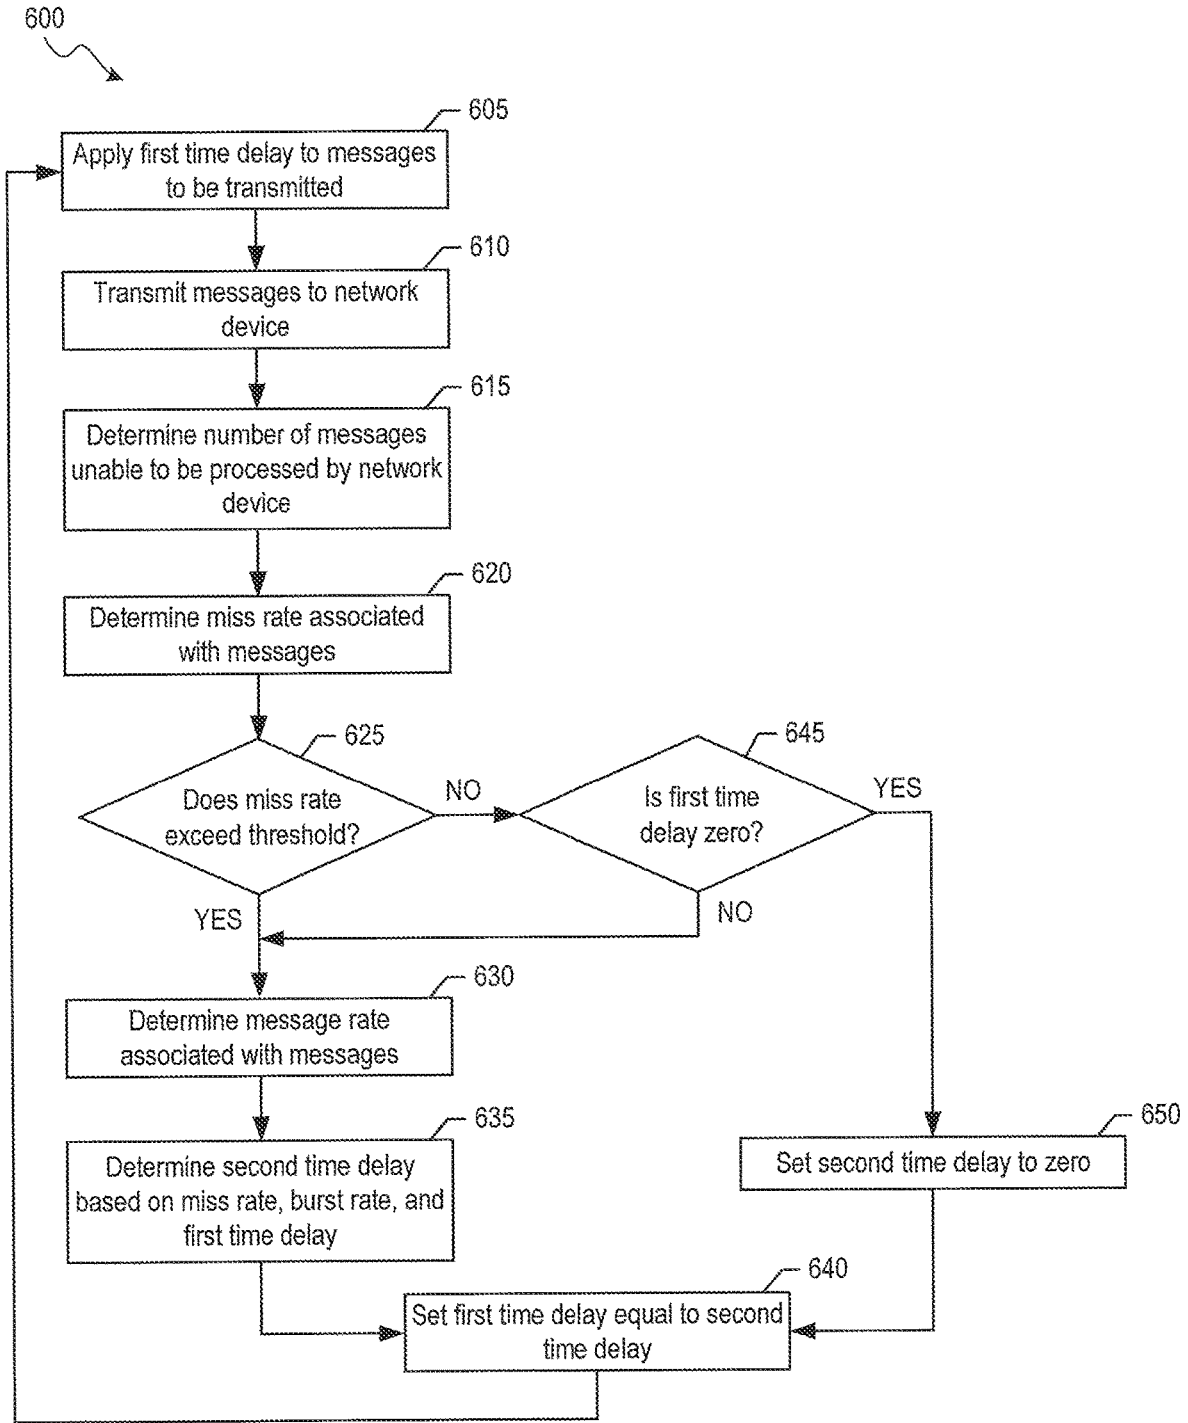 600
605
Apply first time delay to messages
to be transmitted
610
Transmit messages to network
device
615
Determine number of messages
unable to be processed by network
device
620
Determine miss rate associated
with messages
625
Does miss rate
exceed threshold?
NO
645
Is first time
delay zero?
YES
YES
NO
630
Determine message rate
associated with messages
635
Determine second time delay
based on miss rate, burst rate, and
first time delay
650
Set second time delay to zero
640
Set first time delay equal to second
time delay